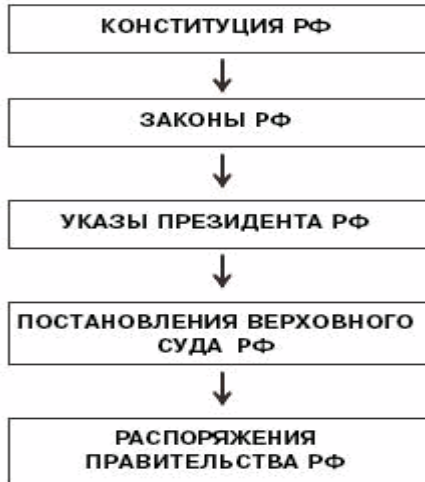 КОНСТИТУЦИЯ РФ
ЗАКОНЫ РФ
УКАЗЫ ПРЕЗИДЕНТА РФ
ПОСТАНОВЛЕНИЯ ВЕРХОВНОГО
СУДА РФ
РАСПОРЯЖЕНИЯ
ПРАВИТЕЛЬСТВА РФ